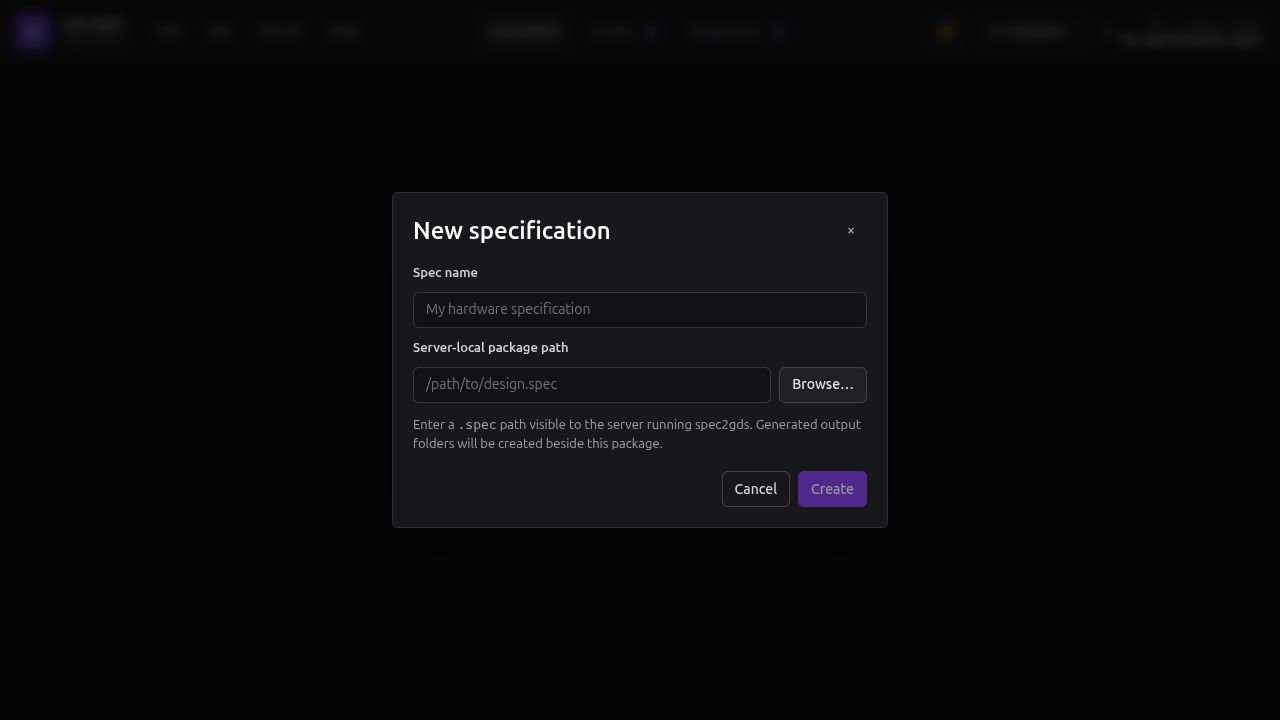 New specification
×
Spec name
My hardware specification
Server-local package path
/path/to/design.spec
Browse…
Enter a .spec path visible to the server running spec2gds. Generated output
folders will be created beside this package.
Cancel
Create